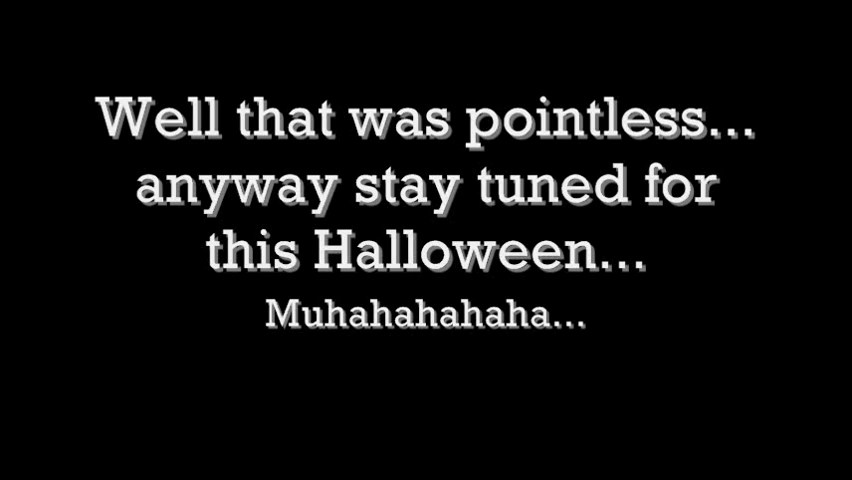 Well that was pointless...
anyway stay tuned for
this Halloween...
Muhahahahaha...